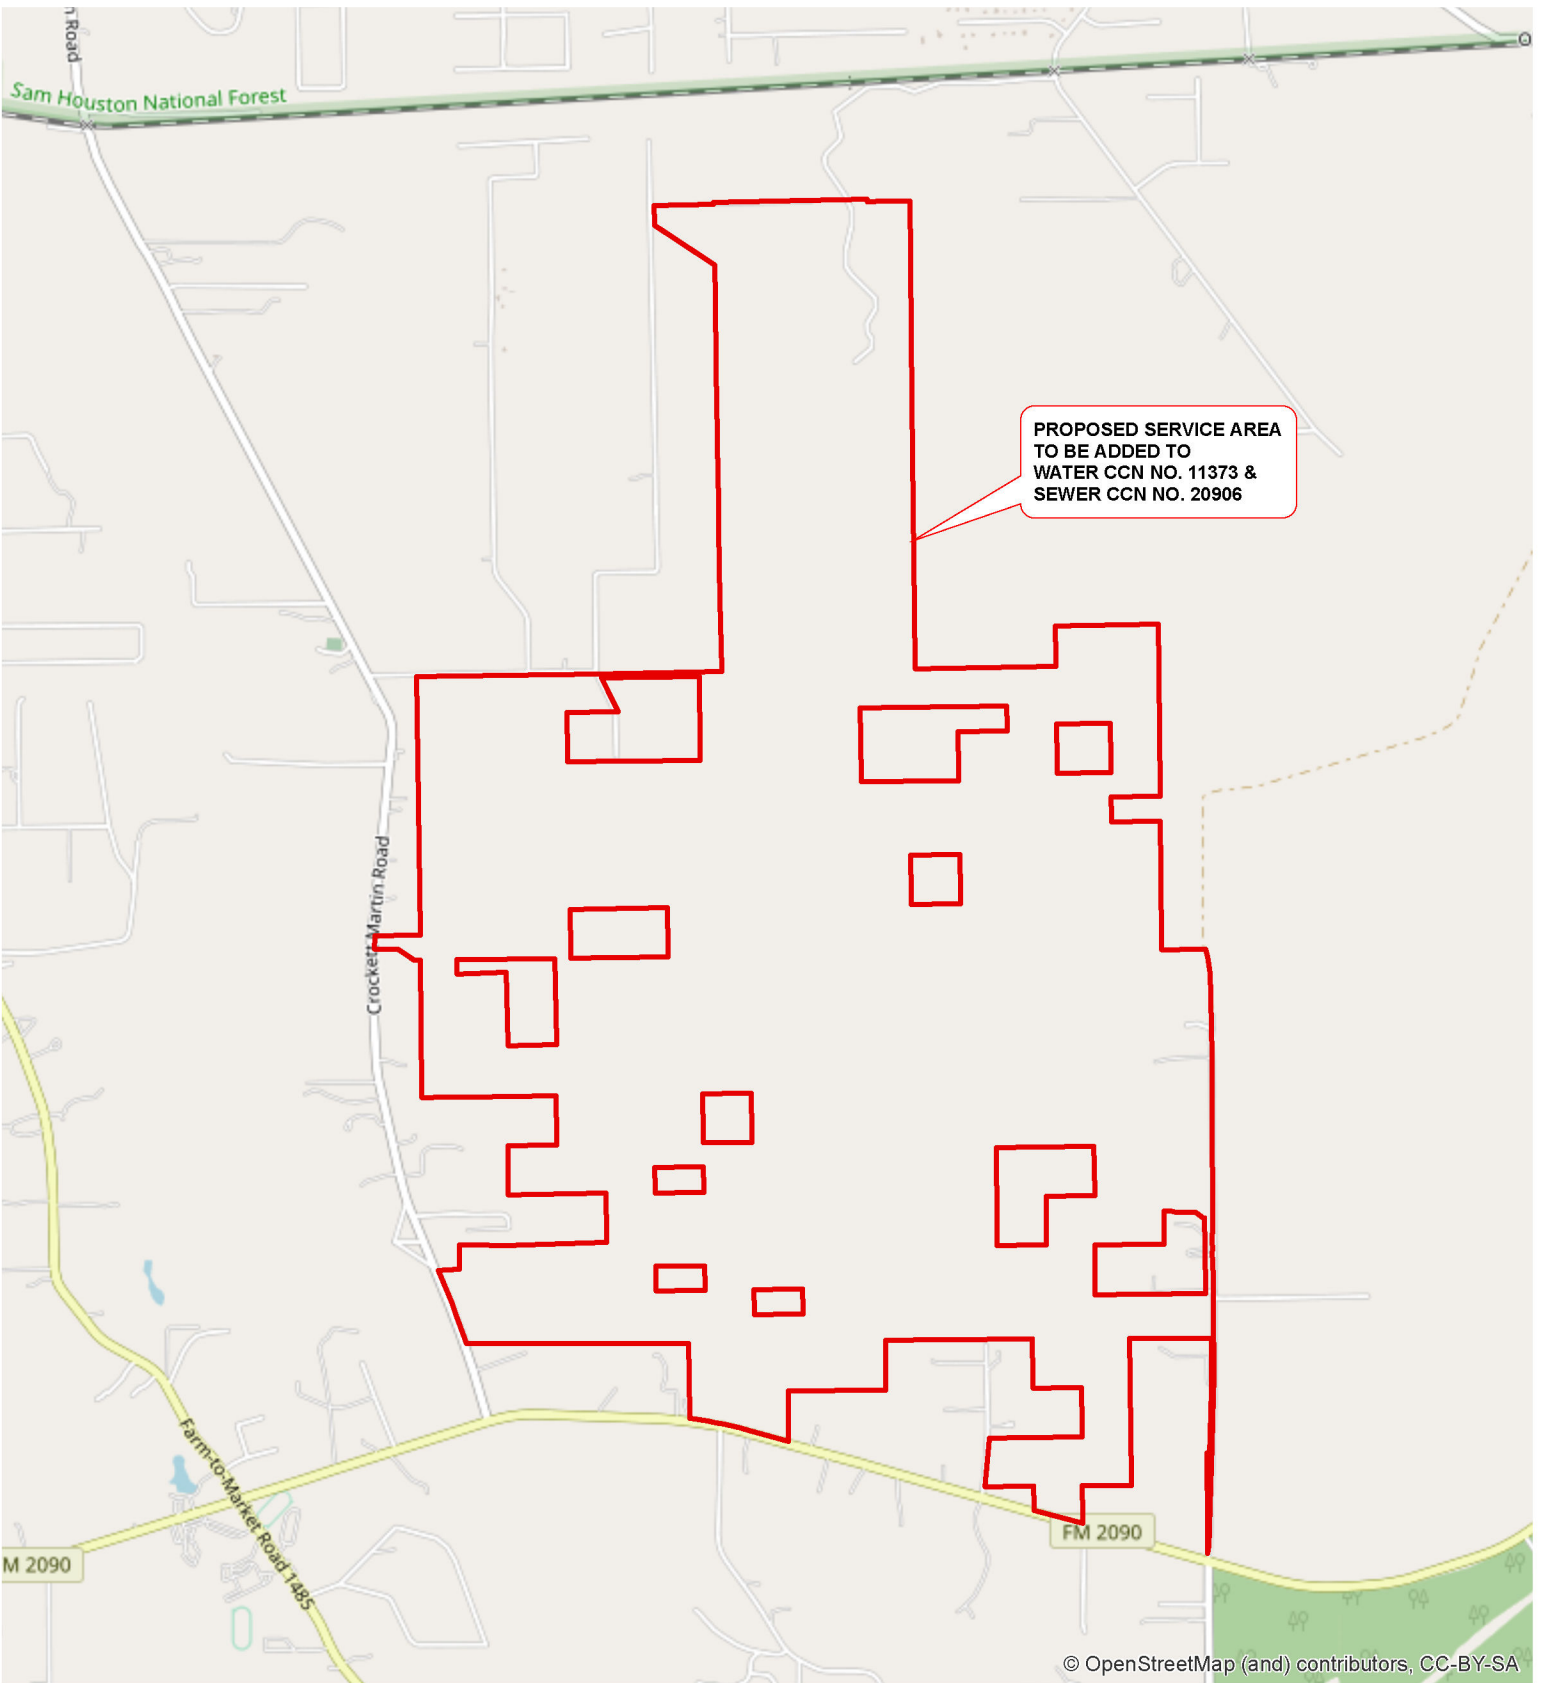 n Road
Sam Houston National Forest
PROPOSED SERVICE AREA
TO BE ADDED TO
WATER CCN NO. 11373 &
SEWER CCN NO. 20906
Crockett Martin Road
Farm-to-Market Road 1485
FM 2090
M 2090
© OpenStreetMap (and) contributors, CC-BY-SA